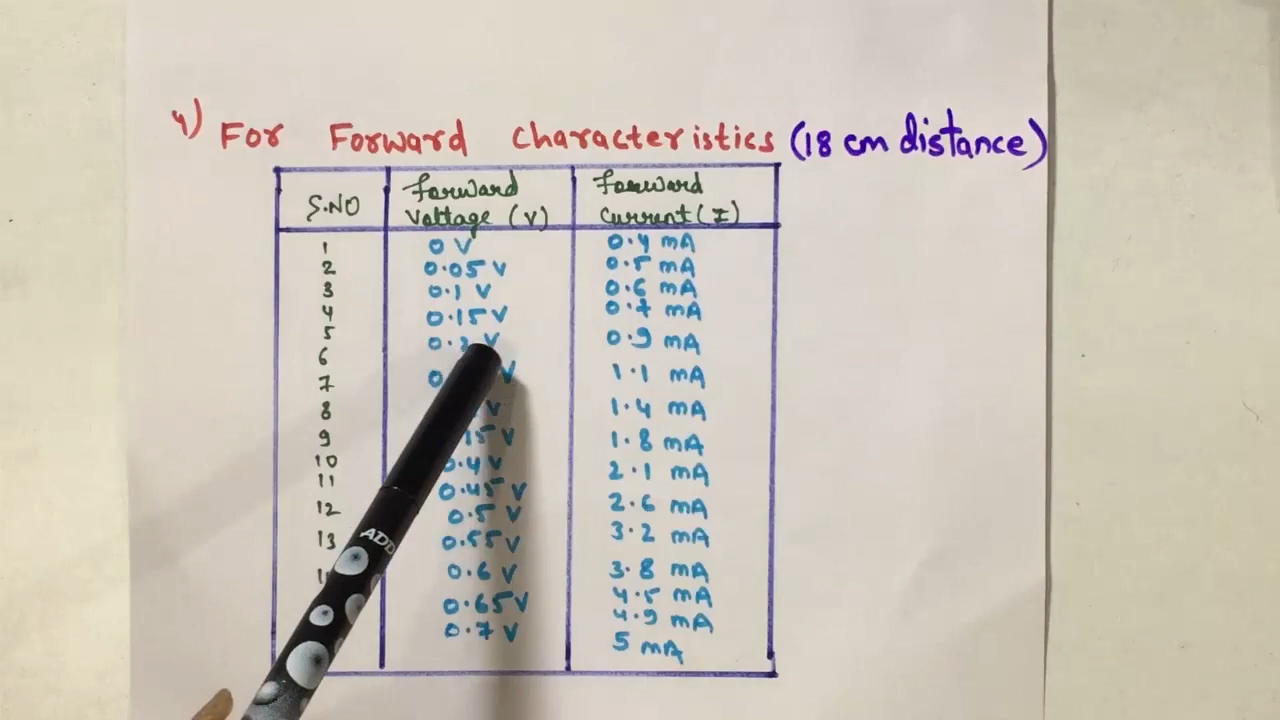 4) For Forward Characteristics (18 cm distance)
S.NO Forward Voltage (V) Forward Current (I)
1 0 V 0.4 mA
2 0.05 V 0.5 mA
3 0.1 V 0.6 mA
4 0.15 V 0.7 mA
5 V 0.9 mA
6 V 1.1 mA
7 V 1.4 mA
8 V 1.8 mA
9 0.4 V 2.1 mA
10 0.45 V 2.6 mA
11 0.5 V 3.2 mA
12 0.55 V 3.8 mA
13 0.6 V 4.5 mA
0.65 V 4.9 mA
0.7 V 5 mA
ADD